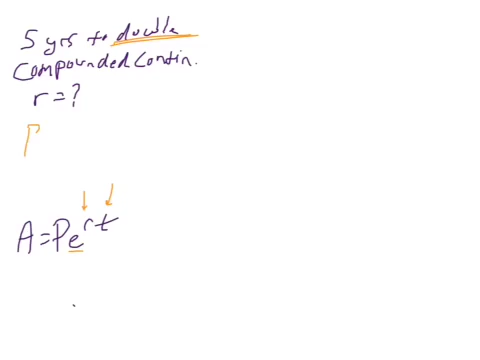 5 yrs to double
Compounded Contin.
r = ?
P
A = Pe^rt